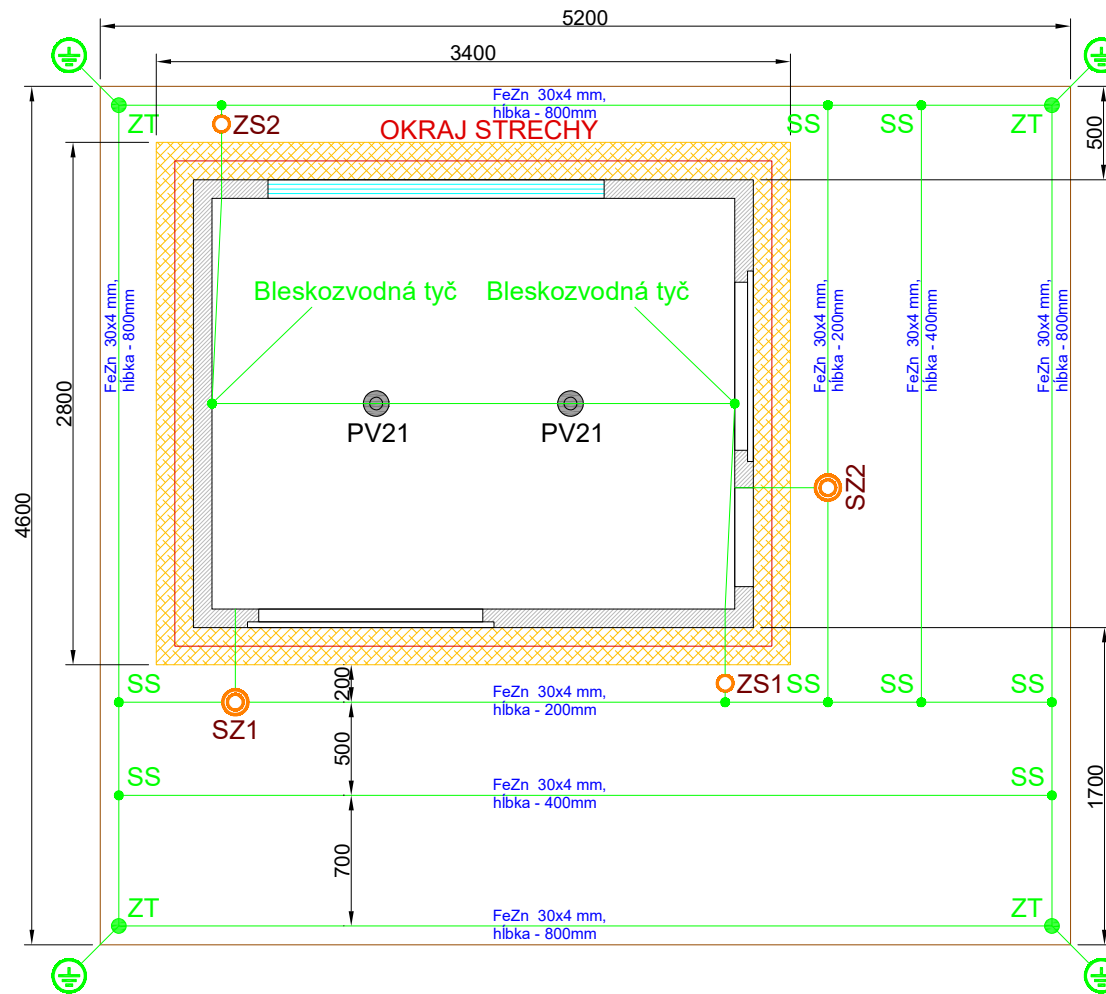 5200
3400
FeZn 30x4 mm,
hĺbka - 800mm
ZT
ZS2
OKRAJ STRECHY
SS
SS
ZT
500
Bleskozvodná tyč
Bleskozvodná tyč
FeZn 30x4 mm,
hĺbka - 800mm
FeZn 30x4 mm,
hĺbka - 200mm
FeZn 30x4 mm,
hĺbka - 400mm
FeZn 30x4 mm,
hĺbka - 800mm
2800
4600
PV21
PV21
SZ2
SS
200
FeZn 30x4 mm,
hĺbka - 200mm
ZS1
SS
SS
SS
SZ1
500
SS
FeZn 30x4 mm,
hĺbka - 400mm
SS
1700
700
ZT
FeZn 30x4 mm,
hĺbka - 800mm
ZT